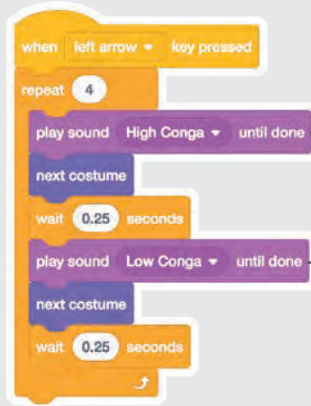 when left arrow key pressed
repeat 4
play sound High Conga until done
next costume
wait 0.25 seconds
play sound Low Conga until done
next costume
wait 0.25 seconds